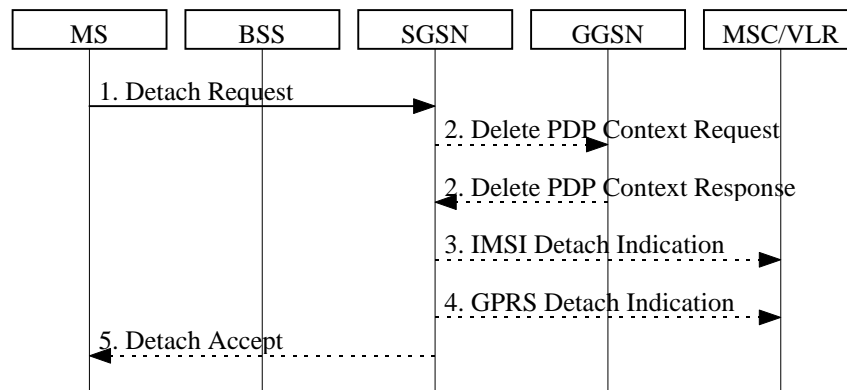 MS BSS SGSN GGSN MSC/VLR
1. Detach Request
2. Delete PDP Context Request
2. Delete PDP Context Response
3. IMSI Detach Indication
4. GPRS Detach Indication
5. Detach Accept